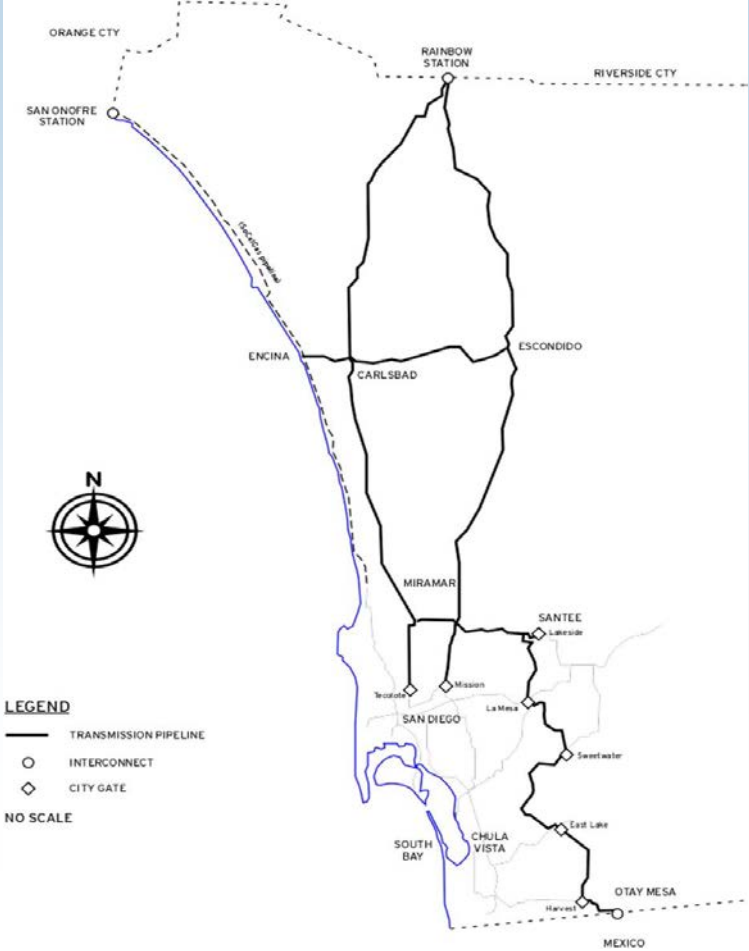 ORANGE CTY
RAINBOW
STATION
RIVERSIDE CTY
SAN ONOFRE
STATION
(SoCalGas pipeline)
ENCINA
ESCONDIDO
CARLSBAD
N
MIRAMAR
SANTEE
Lakeside
Tecolote
Mission
La Mesa
SAN DIEGO
LEGEND
TRANSMISSION PIPELINE
INTERCONNECT
CITY GATE
NO SCALE
Sweetwater
East Lake
SOUTH
BAY
CHULA
VISTA
OTAY MESA
Harvest
MEXICO